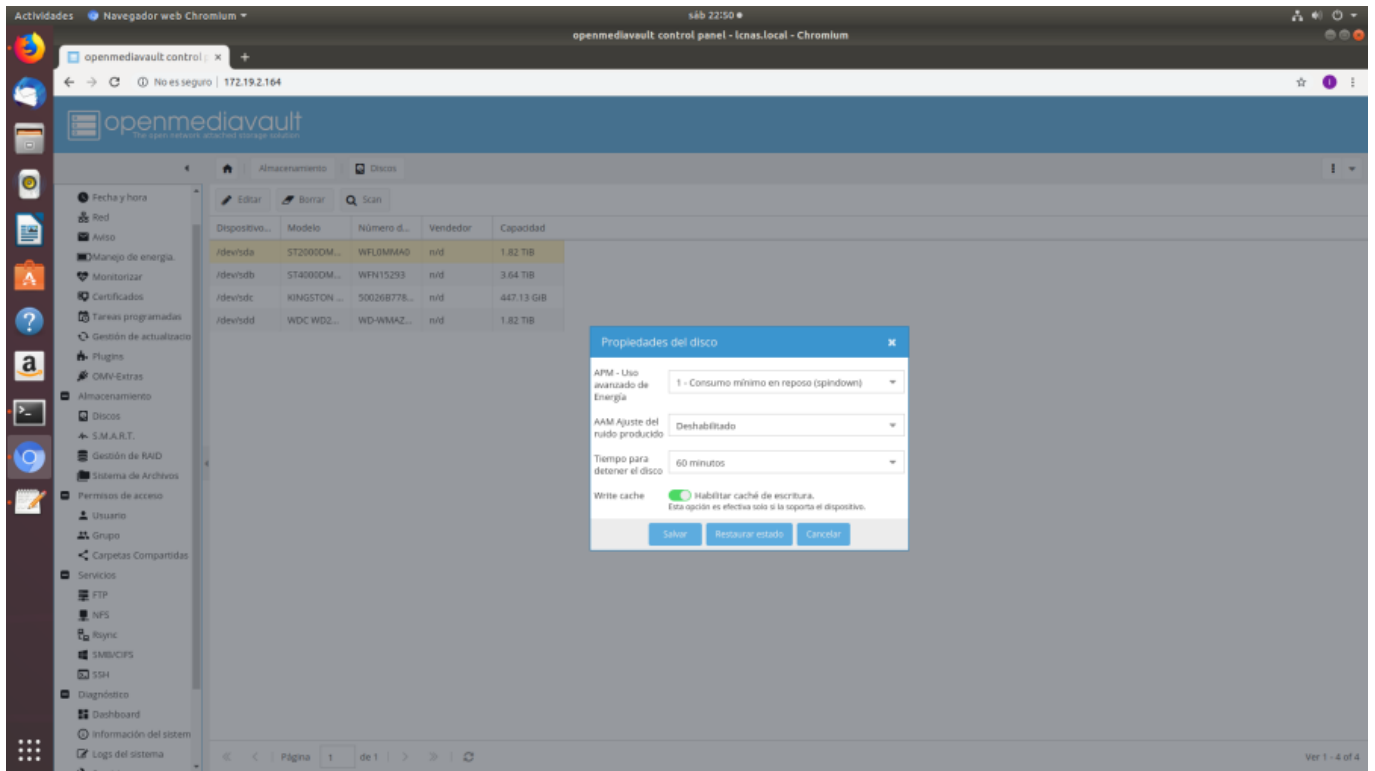 Actividades Navegador web Chromium sáb 22:50
openmediavault control panel - lcnas.local - Chromium
openmediavault control
No es seguro 172.19.2.164
openmediavault
The open network attached storage solution
Almacenamiento Discos
Editar Borrar Scan
Dispositivo... Modelo Número d... Vendedor Capacidad
/dev/sda ST2000DM... WFL0MMA0 n/d 1.82 TiB
/dev/sdb ST4000DM... WFN15293 n/d 3.64 TiB
/dev/sdc KINGSTON ... 50026B778... n/d 447.13 GiB
/dev/sdd WDC WD2... WD-WMAZ... n/d 1.82 TiB
Fecha y hora
Red
Aviso
Manejo de energía.
Monitorizar
Certificados
Tareas programadas
Gestión de actualizacio
Plugins
OMV-Extras
Almacenamiento
Discos
S.M.A.R.T.
Gestión de RAID
Sistema de Archivos
Permisos de acceso
Usuario
Grupo
Carpetas Compartidas
Servicios
FTP
NFS
Rsync
SMB/CIFS
SSH
Diagnóstico
Dashboard
Información del sistem
Logs del sistema
Propiedades del disco
APM - Uso
avanzado de
Energía
1 - Consumo mínimo en reposo (spindown)
AAM Ajuste del
ruido producido
Deshabilitado
Tiempo para
detener el disco
60 minutos
Write cache
Habilitar caché de escritura.
Esta opción es efectiva solo si la soporta el dispositivo.
Salvar Restaurar estado Cancelar
Página 1 de 1
Ver 1 - 4 of 4